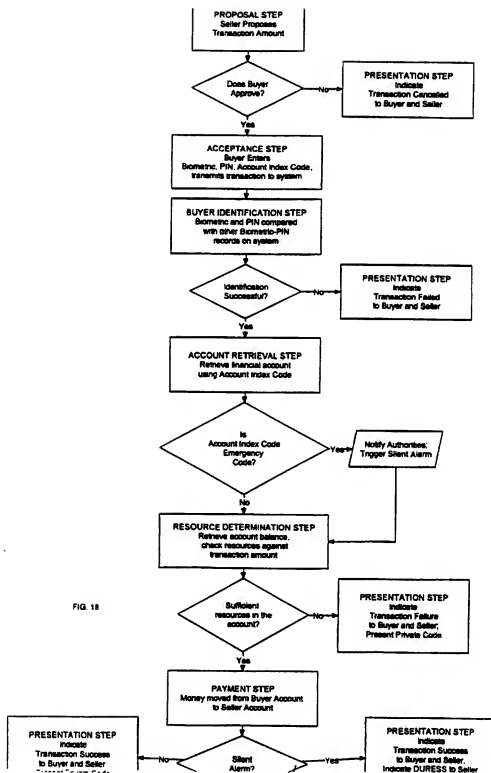 PROPOSAL STEP
Seller Proposes
Transaction Amount
Does Buyer
Approve?
No
PRESENTATION STEP
Indicate
Transaction Cancelled
to Buyer and Seller
Yes
ACCEPTANCE STEP
Buyer Enters
Biometric, PIN, Account Index Code,
transmits transaction to system
BUYER IDENTIFICATION STEP
Biometric and PIN compared
with other Biometric-PIN
records on system
Identification
Successful?
No
PRESENTATION STEP
Indicate
Transaction Failed
to Buyer and Seller
Yes
ACCOUNT RETRIEVAL STEP
Retrieve financial account
using Account Index Code
Is
Account Index Code
Emergency
Code?
Yes
Notify Authorities;
Trigger Silent Alarm
No
RESOURCE DETERMINATION STEP
Retrieve account balance,
check resources against
transaction amount
FIG. 18
Sufficient
resources in the
account?
No
PRESENTATION STEP
Indicate
Transaction Failure
to Buyer and Seller;
Present Private Code
Yes
PAYMENT STEP
Money moved from Buyer Account
to Seller Account
PRESENTATION STEP
Indicate
Transaction Success
to Buyer and Seller
No
Silent
Alarm?
Yes
PRESENTATION STEP
Indicate
Transaction Success
to Buyer and Seller.
Indicate DURESS to Seller